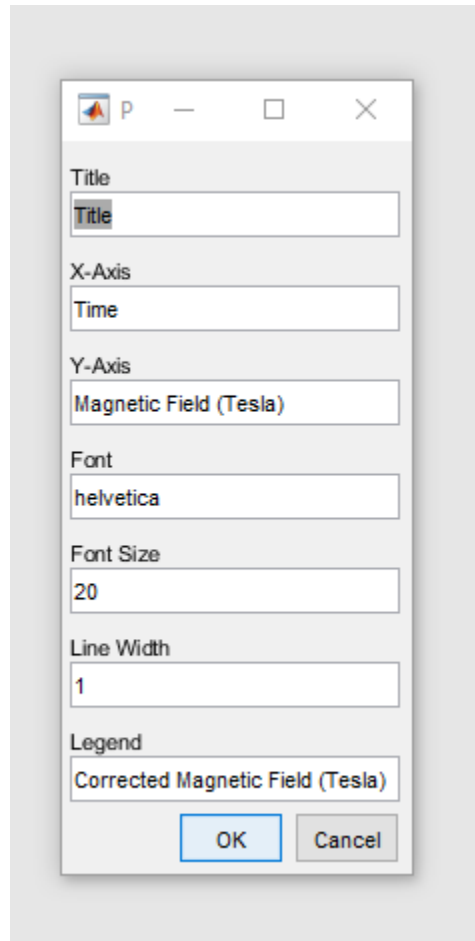 P
Title
Title
X-Axis
Time
Y-Axis
Magnetic Field (Tesla)
Font
helvetica
Font Size
20
Line Width
1
Legend
Corrected Magnetic Field (Tesla)
OK Cancel